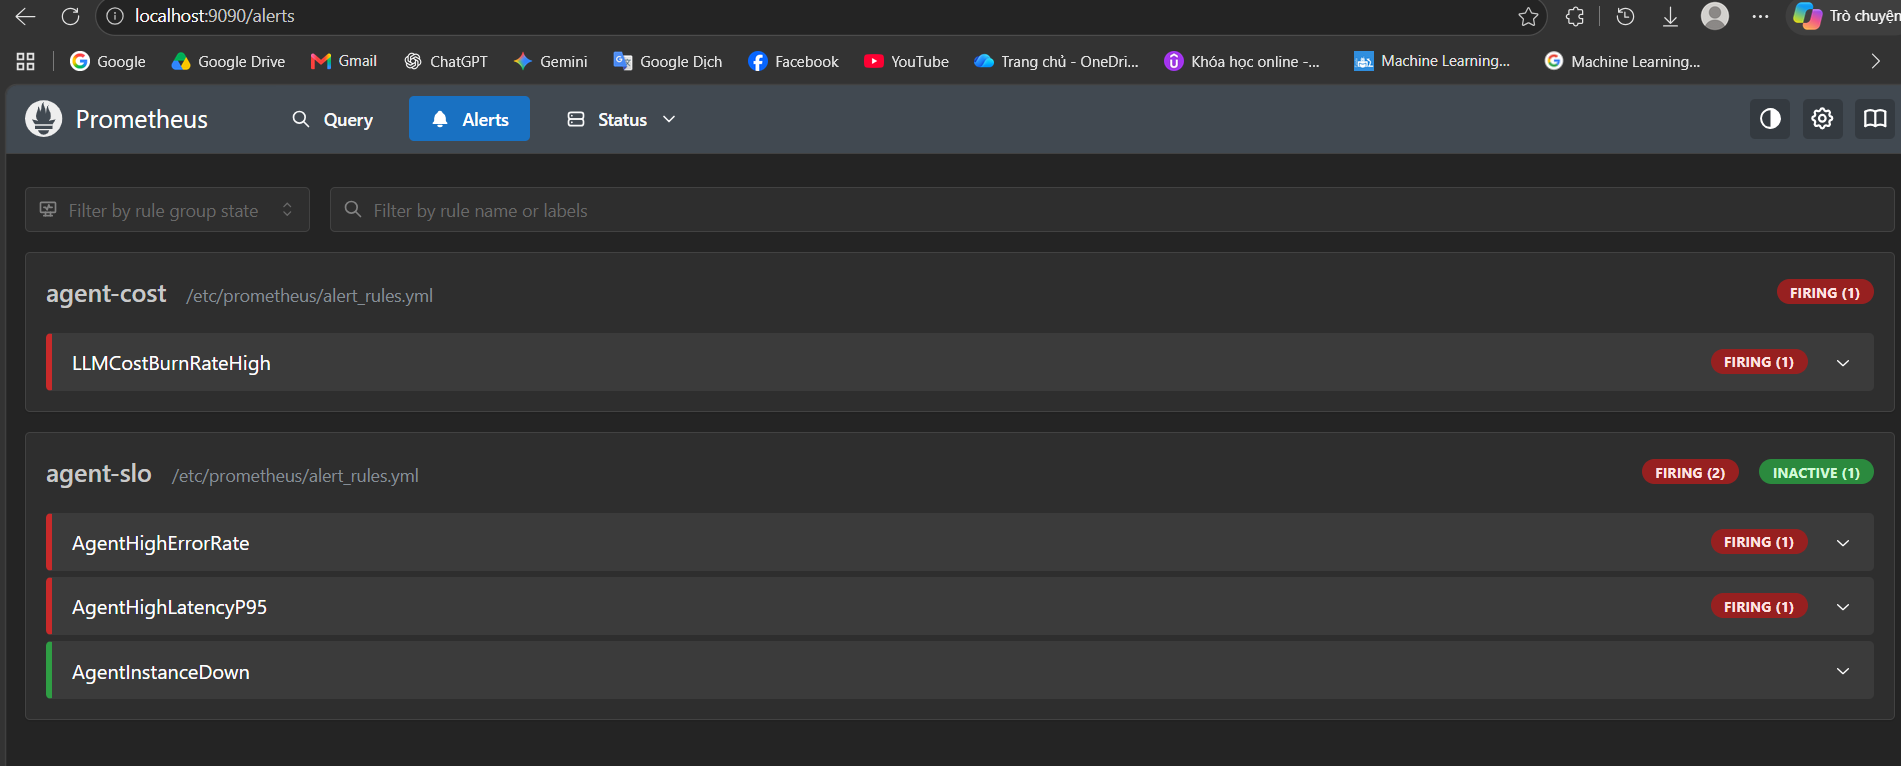 localhost:9090/alerts
Trò chuyện
Google Google Drive Gmail ChatGPT Gemini Google Dịch Facebook YouTube Trang chủ - OneDri... Khóa học online -... Machine Learning... Machine Learning...
Prometheus Query Alerts Status
Filter by rule group state Filter by rule name or labels
agent-cost /etc/prometheus/alert_rules.yml FIRING (1)
LLMCostBurnRateHigh FIRING (1)
agent-slo /etc/prometheus/alert_rules.yml FIRING (2) INACTIVE (1)
AgentHighErrorRate FIRING (1)
AgentHighLatencyP95 FIRING (1)
AgentInstanceDown